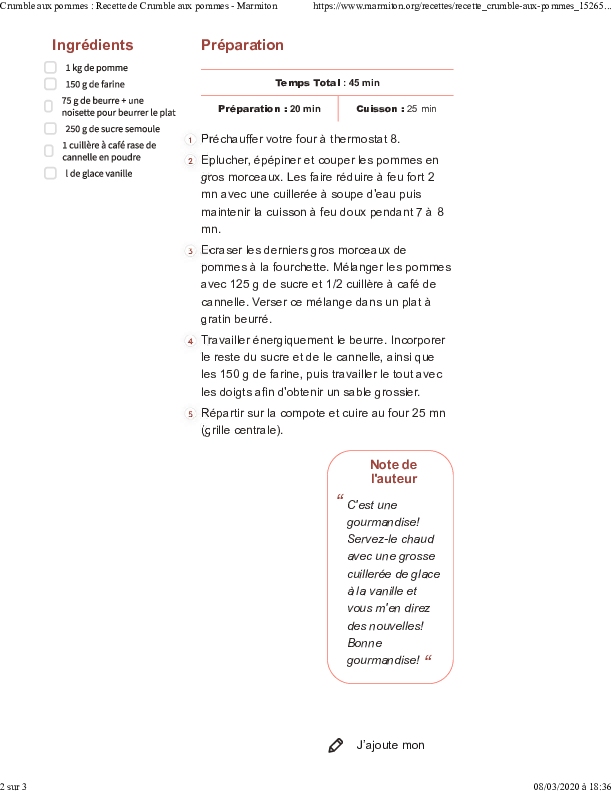 Crumble aux pommes : Recette de Crumble aux pommes - Marmiton
https://www.marmiton.org/recettes/recette_crumble-aux-pommes_15265...
Ingrédients
1 kg de pomme
150 g de farine
75 g de beurre + une
noisette pour beurrer le plat
250 g de sucre semoule
1 cuillère à café rase de
cannelle en poudre
l de glace vanille
Préparation
Temps Total : 45 min
Préparation : 20 min
Cuisson : 25 min
1 Préchauffer votre four à thermostat 8.
2 Eplucher, épépiner et couper les pommes en
gros morceaux. Les faire réduire à feu fort 2
mn avec une cuillerée à soupe d'eau puis
maintenir la cuisson à feu doux pendant 7 à 8
mn.
3 Ecraser les derniers gros morceaux de
pommes à la fourchette. Mélanger les pommes
avec 125 g de sucre et 1/2 cuillère à café de
cannelle. Verser ce mélange dans un plat à
gratin beurré.
4 Travailler énergiquement le beurre. Incorporer
le reste du sucre et de le cannelle, ainsi que
les 150 g de farine, puis travailler le tout avec
les doigts afin d'obtenir un sable grossier.
5 Répartir sur la compote et cuire au four 25 mn
(grille centrale).
Note de
l'auteur
“ C'est une
gourmandise!
Servez-le chaud
avec une grosse
cuillerée de glace
à la vanille et
vous m'en direz
des nouvelles!
Bonne
gourmandise! “
J'ajoute mon
2 sur 3
08/03/2020 à 18:36